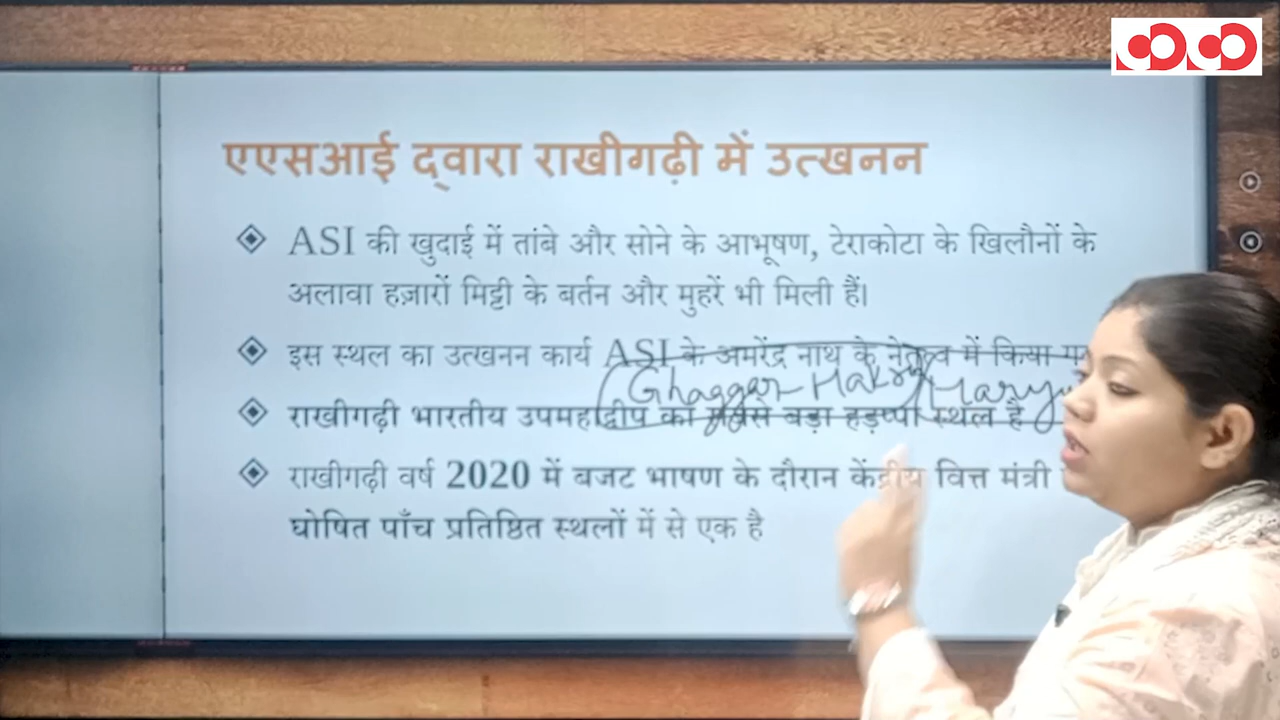 एएसआई द्वारा राखीगढ़ी में उत्खनन
ASI की खुदाई में तांबे और सोने के आभूषण, टेराकोटा के खिलौनों के
अलावा हज़ारों मिट्टी के बर्तन और मुहरें भी मिली हैं।
इस स्थल का उत्खनन कार्य ASI के अमरेंद्र नाथ के नेतृत्व में किया
Ghaggar-Hakra
राखीगढ़ी भारतीय उपमहाद्वीप का सबसे बड़ा हड़प्पा स्थल है
राखीगढ़ी वर्ष 2020 में बजट भाषण के दौरान केंद्रीय वित्त मंत्री
घोषित पाँच प्रतिष्ठित स्थलों में से एक है